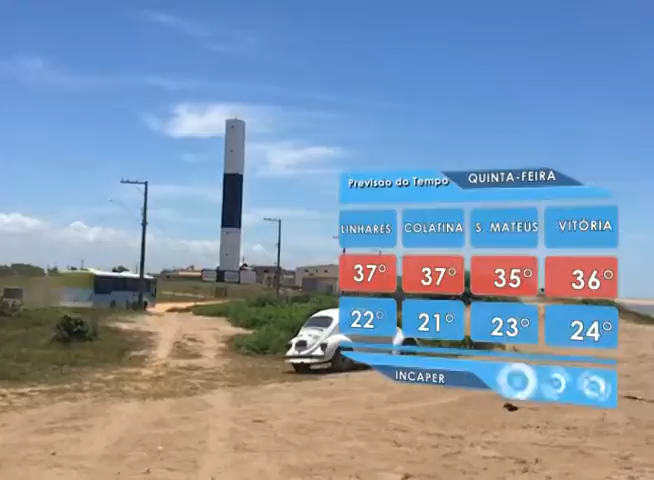 Previsão do Tempo QUINTA-FEIRA
LINHARES COLATINA S. MATEUS VITÓRIA
37° 37° 35° 36°
22° 21° 23° 24°
INCAPER